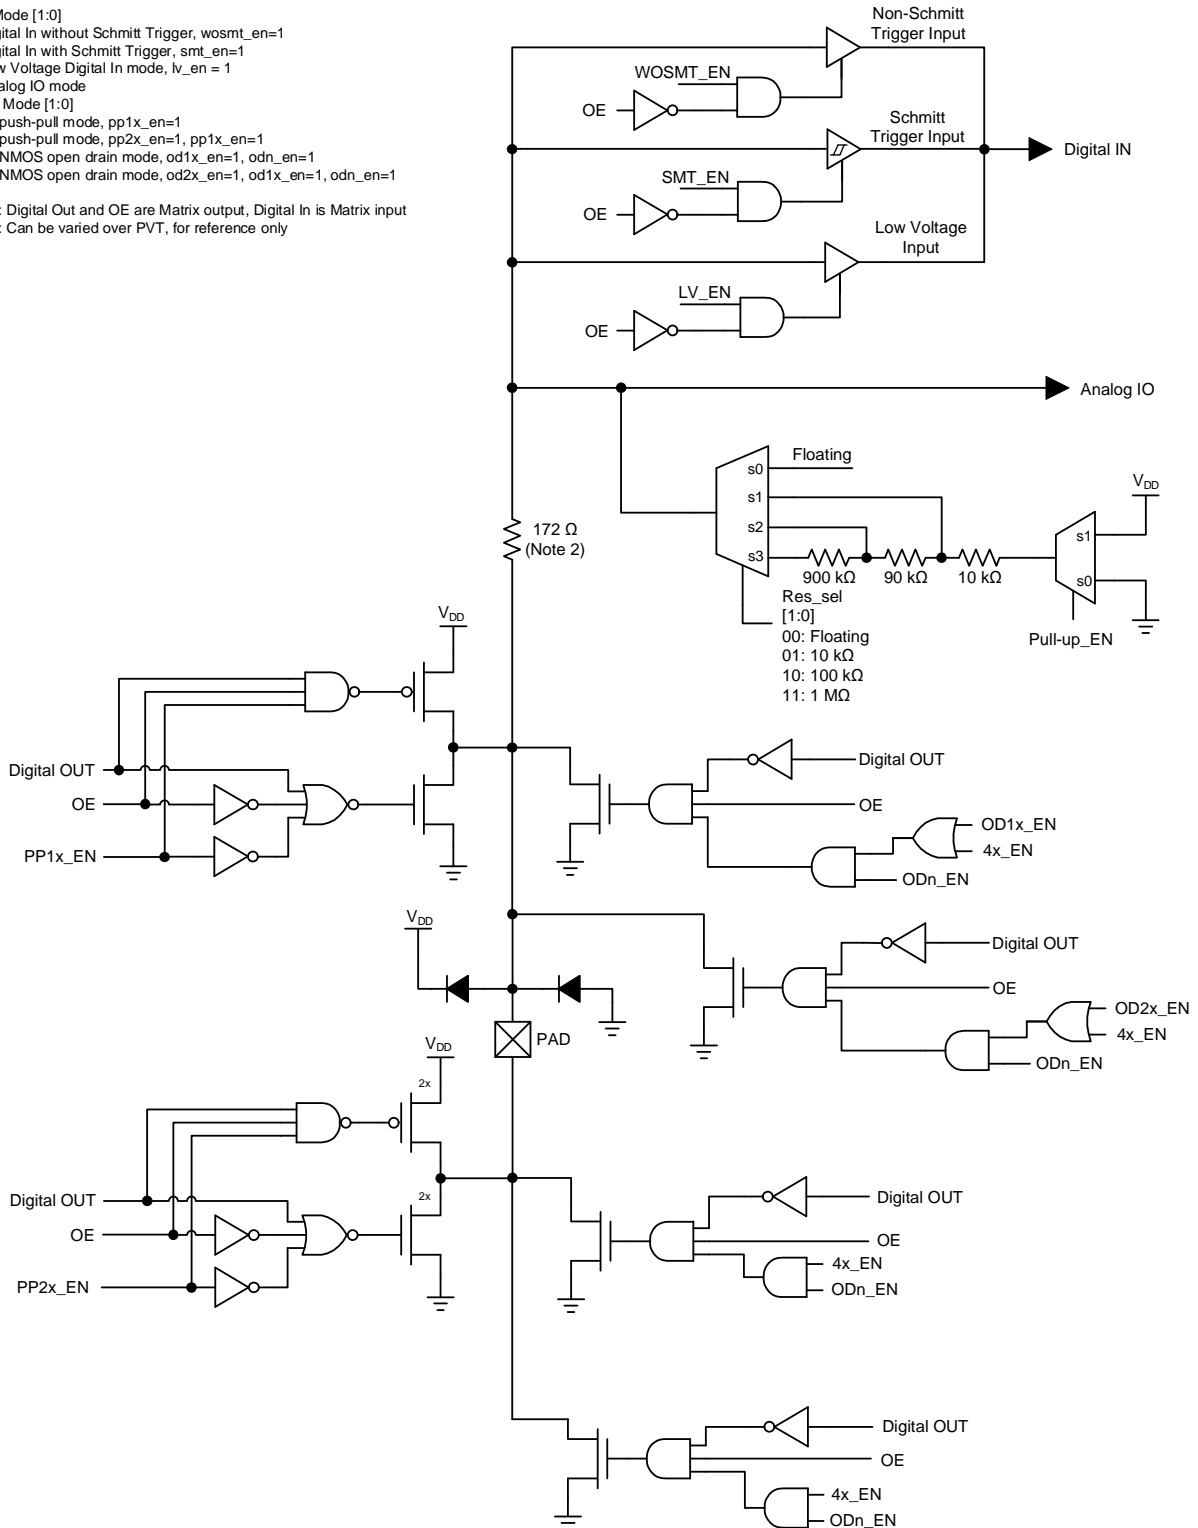 Mode [1:0]
gital In without Schmitt Trigger, wosmt_en=1
gital In with Schmitt Trigger, smt_en=1
w Voltage Digital In mode, lv_en = 1
alog IO mode
Mode [1:0]
push-pull mode, pp1x_en=1
push-pull mode, pp2x_en=1, pp1x_en=1
NMOS open drain mode, od1x_en=1, odn_en=1
NMOS open drain mode, od2x_en=1, od1x_en=1, odn_en=1
: Digital Out and OE are Matrix output, Digital In is Matrix input
: Can be varied over PVT, for reference only
Non-Schmitt
Trigger Input
WOSMT_EN
OE
Schmitt
Trigger Input
Digital IN
SMT_EN
OE
Low Voltage
Input
LV_EN
OE
Analog IO
Floating
s0
s1
s2
s3
VDD
s1
s0
172 Ω
(Note 2)
900 kΩ
90 kΩ
10 kΩ
Res_sel
[1:0]
00: Floating
01: 10 kΩ
10: 100 kΩ
11: 1 MΩ
Pull-up_EN
VDD
Digital OUT
OE
PP1x_EN
Digital OUT
OE
OD1x_EN
4x_EN
ODn_EN
VDD
Digital OUT
OE
OD2x_EN
4x_EN
ODn_EN
PAD
VDD
2x
2x
Digital OUT
OE
PP2x_EN
Digital OUT
OE
4x_EN
ODn_EN
Digital OUT
OE
4x_EN
ODn_EN